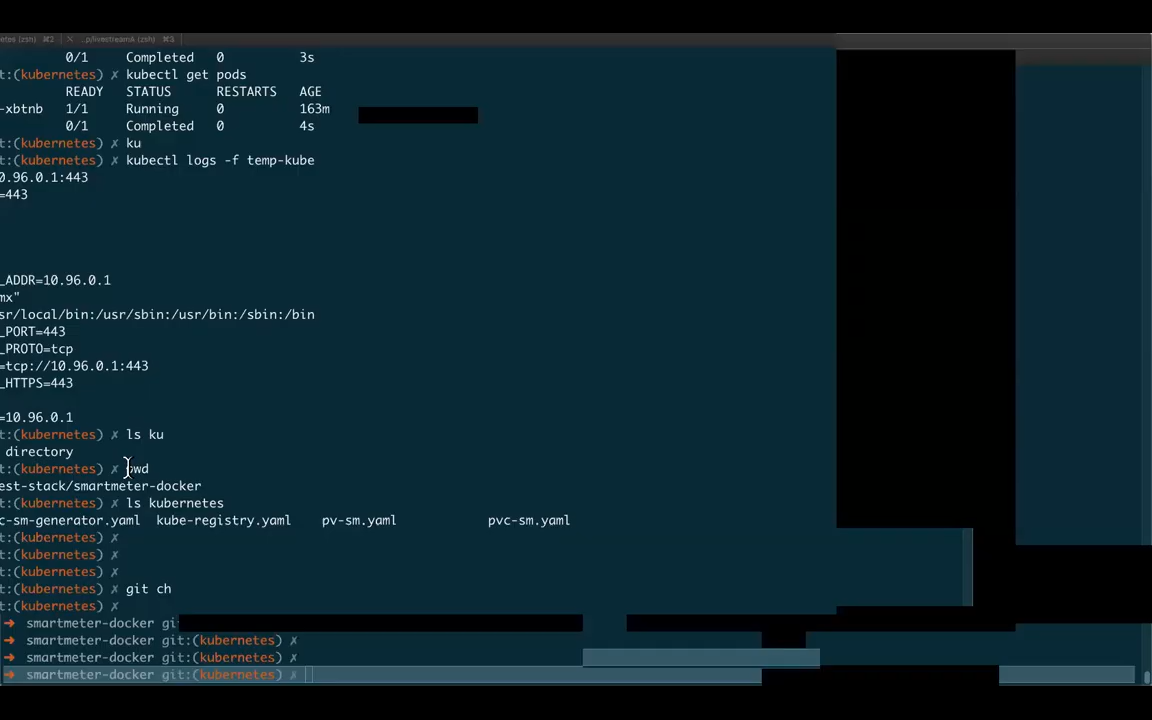 etes (zsh) ⌘2 ✕ ..p/livestreamA (zsh) ⌘3
0/1 Completed 0 3s
t:(kubernetes) ✗ kubectl get pods
READY STATUS RESTARTS AGE
-xbtnb 1/1 Running 0 163m
0/1 Completed 0 4s
t:(kubernetes) ✗ ku
t:(kubernetes) ✗ kubectl logs -f temp-kube
0.96.0.1:443
=443
_ADDR=10.96.0.1
mx"
sr/local/bin:/usr/sbin:/usr/bin:/sbin:/bin
_PORT=443
_PROTO=tcp
=tcp://10.96.0.1:443
_HTTPS=443
=10.96.0.1
t:(kubernetes) ✗ ls ku
directory
t:(kubernetes) ✗ pwd
est-stack/smartmeter-docker
t:(kubernetes) ✗ ls kubernetes
c-sm-generator.yaml kube-registry.yaml pv-sm.yaml pvc-sm.yaml
t:(kubernetes) ✗
t:(kubernetes) ✗
t:(kubernetes) ✗
t:(kubernetes) ✗ git ch
t:(kubernetes) ✗
➜ smartmeter-docker gi
➜ smartmeter-docker git:(kubernetes) ✗
➜ smartmeter-docker git:(kubernetes) ✗
➜ smartmeter-docker git:(kubernetes) ✗